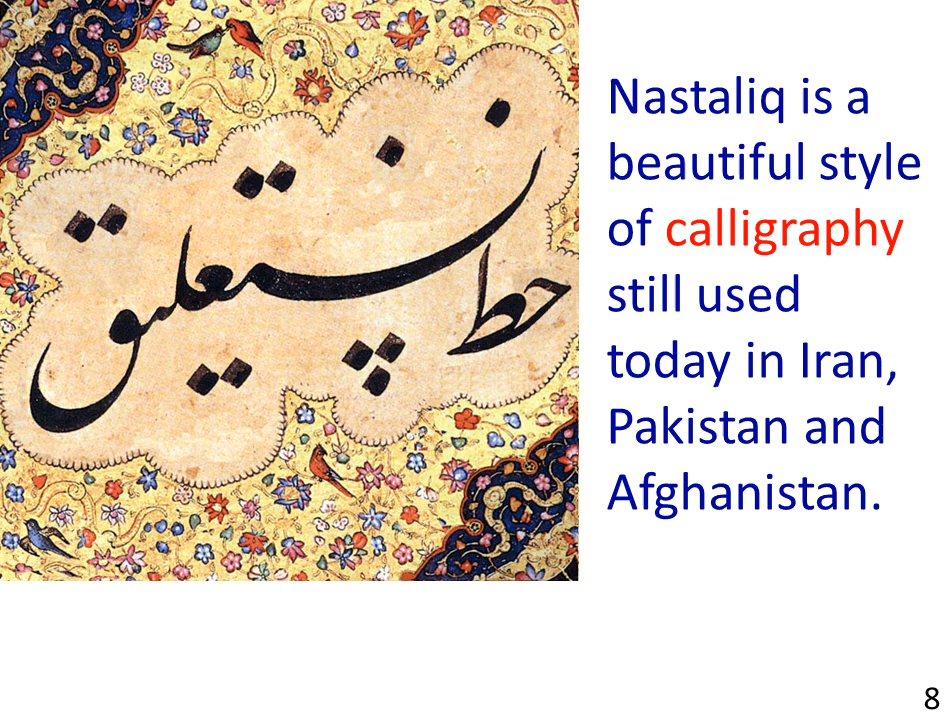 خط نستعلیق
Nastaliq is a
beautiful style
of calligraphy
still used
today in Iran,
Pakistan and
Afghanistan.
8